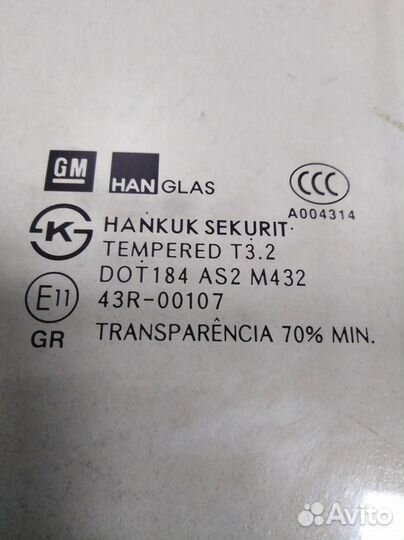 GM HAN GLAS CCC
A004314
K HANKUK SEKURIT
TEMPERED T3.2
DOT184 AS2 M432
E11 43R-00107
GR TRANSPARÊNCIA 70% MIN.
Avito